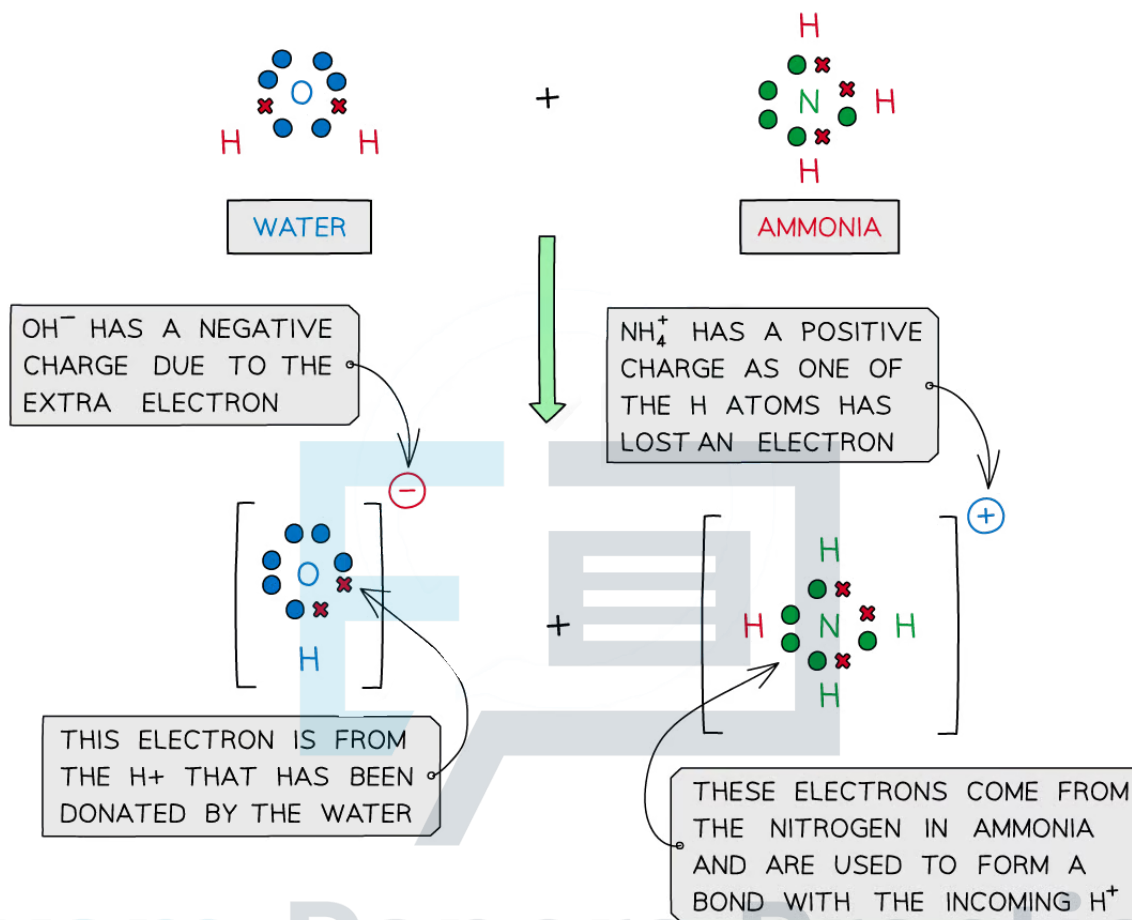 H
O
+
N
H
H
H
H
WATER
AMMONIA
OH⁻ HAS A NEGATIVE
CHARGE DUE TO THE
EXTRA ELECTRON
NH₄⁺ HAS A POSITIVE
CHARGE AS ONE OF
THE H ATOMS HAS
LOST AN ELECTRON
−
+
O
H
+
H
H
N
H
H
THIS ELECTRON IS FROM
THE H+ THAT HAS BEEN
DONATED BY THE WATER
THESE ELECTRONS COME FROM
THE NITROGEN IN AMMONIA
AND ARE USED TO FORM A
BOND WITH THE INCOMING H⁺